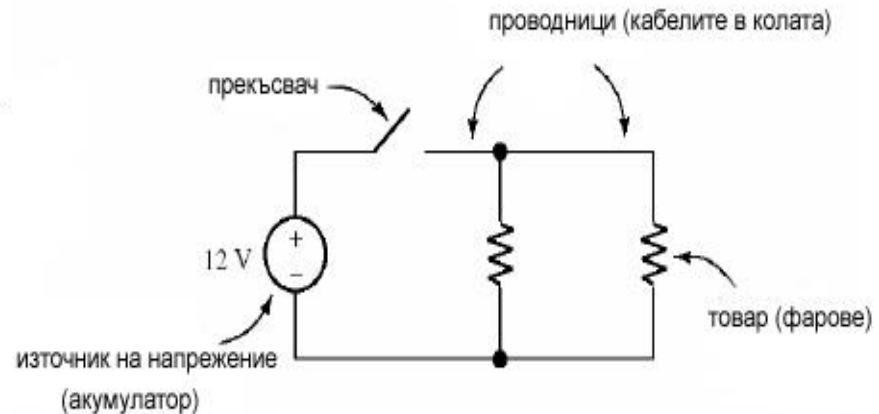 проводници (кабелите в колата)
прекъсвач
12 V
+
−
товар (фарове)
източник на напрежение
(акумулатор)